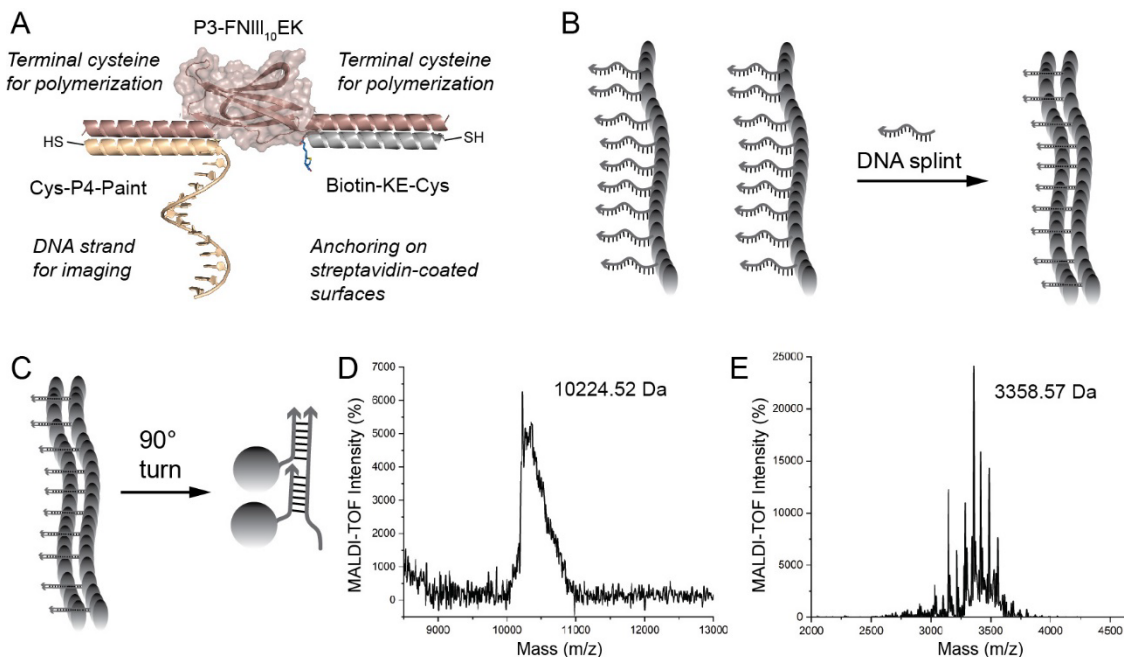 A
P3-FNIII₁₀EK
Terminal cysteine
for polymerization
Terminal cysteine
for polymerization
HS
SH
Cys-P4-Paint
Biotin-KE-Cys
DNA strand
for imaging
Anchoring on
streptavidin-coated
surfaces
B
DNA splint
C
90°
turn
D
10224.52 Da
MALDI-TOF Intensity (%)
7000
6000
5000
4000
3000
2000
1000
0
9000 10000 11000 12000 13000
Mass (m/z)
E
3358.57 Da
MALDI-TOF Intensity (%)
25000
20000
15000
10000
5000
0
2000 2500 3000 3500 4000 4500
Mass (m/z)